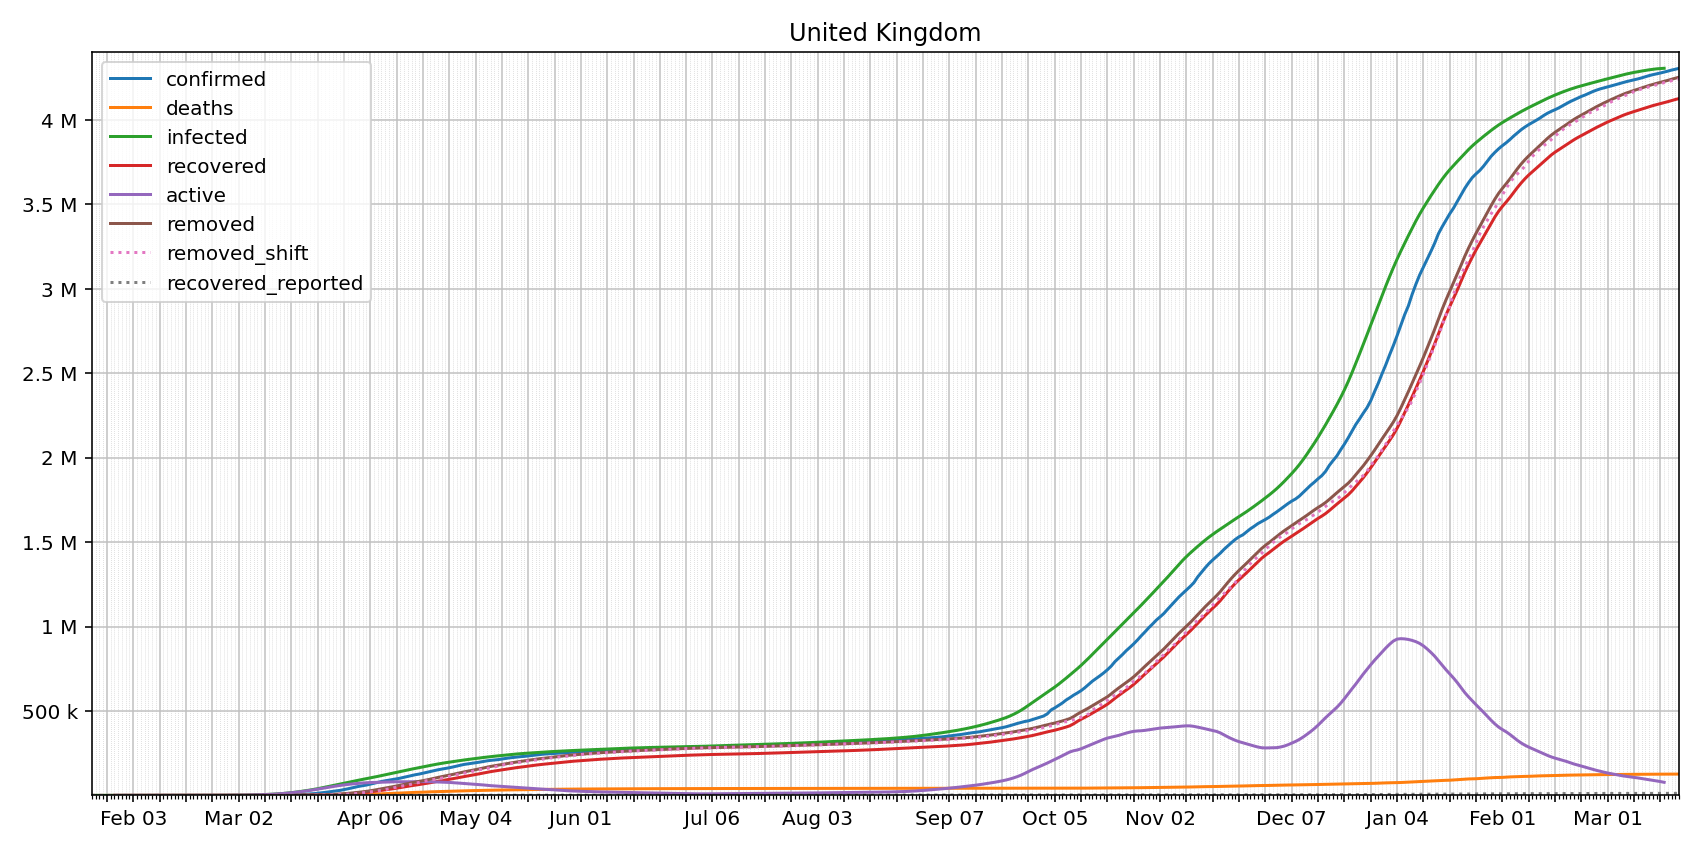 United Kingdom
confirmed
deaths
infected
recovered
active
removed
removed_shift
recovered_reported
4 M
3.5 M
3 M
2.5 M
2 M
1.5 M
1 M
500 k
Feb 03 Mar 02 Apr 06 May 04 Jun 01 Jul 06 Aug 03 Sep 07 Oct 05 Nov 02 Dec 07 Jan 04 Feb 01 Mar 01